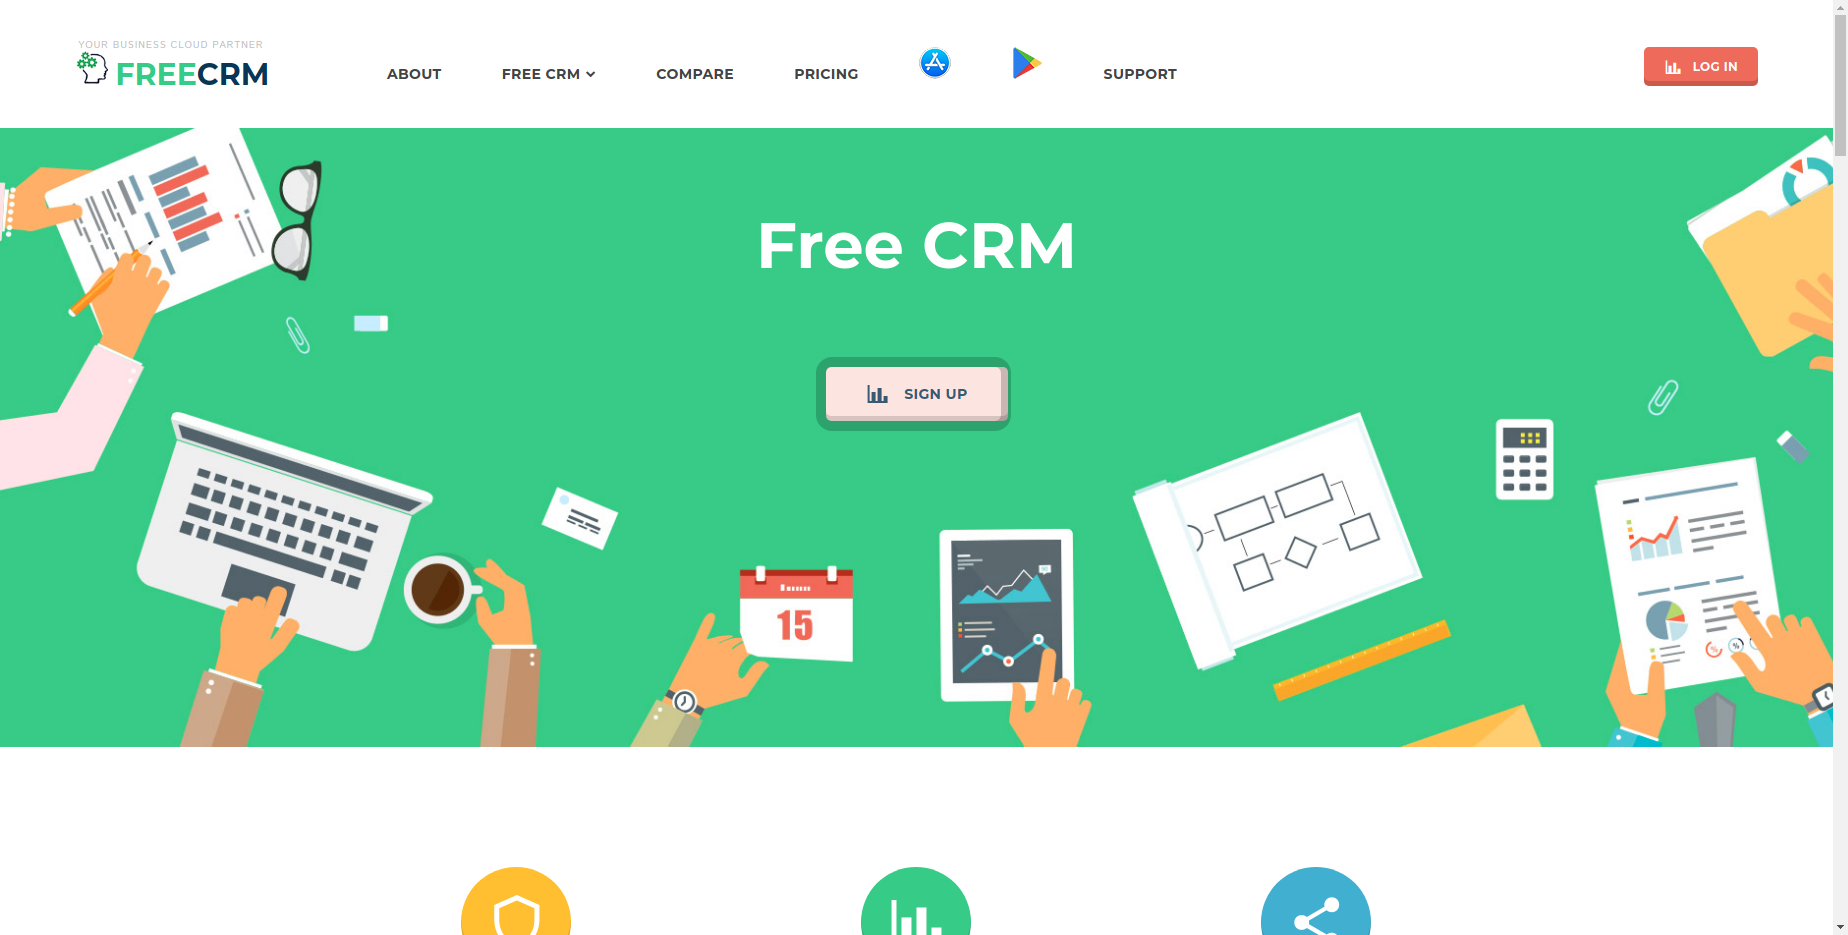 YOUR BUSINESS CLOUD PARTNER
FREECRM
ABOUT
FREE CRM
COMPARE
PRICING
SUPPORT
LOG IN
Free CRM
SIGN UP
15